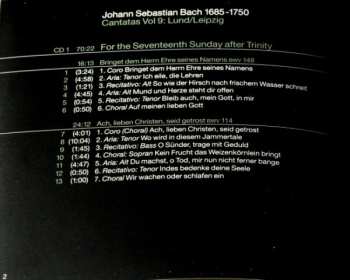 Johann Sebastian Bach 1685-1750
Cantatas Vol 9: Lund/Leipzig
CD 1 70:22 For the Seventeenth Sunday after Trinity
16:13 Bringet dem Herrn Ehre seines Namens BWV 148
1 (3:24) 1. Coro Bringet dem Herrn Ehre seines Namens
2 (4:52) 2. Aria: Tenor Ich eile, die Lehren
3 (1:21) 3. Recitativo: Alt So wie der Hirsch nach frischem Wasser schreit
4 (4:45) 4. Aria: Alt Mund und Herze steht dir offen
5 (0:54) 5. Recitativo: Tenor Bleib auch, mein Gott, in mir
6 (0:50) 6. Choral Auf meinen lieben Gott
24:12 Ach, lieben Christen, seid getrost BWV 114
7 (4:01) 1. Coro (Choral) Ach, lieben Christen, seid getrost
8 (10:04) 2. Aria: Tenor Wo wird in diesem Jammertale
9 (1:45) 3. Recitativo: Bass O Sünder, trage mit Geduld
10 (1:44) 4. Choral: Sopran Kein Frucht das Weizenkörnlein bringt
11 (4:47) 5. Aria: Alt Du machst, o Tod, mir nun nicht ferner bange
12 (0:50) 6. Recitativo: Tenor Indes bedenke deine Seele
13 (1:00) 7. Choral Wir wachen oder schlafen ein
2